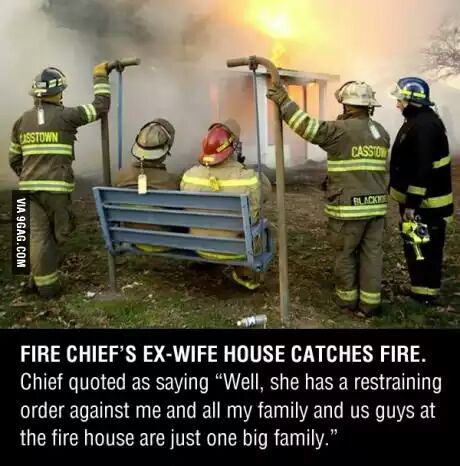 CASSTOWN
CASSTOWN
BLACK
VIA 9GAG.COM
FIRE CHIEF'S EX-WIFE HOUSE CATCHES FIRE.
Chief quoted as saying “Well, she has a restraining
order against me and all my family and us guys at
the fire house are just one big family.”